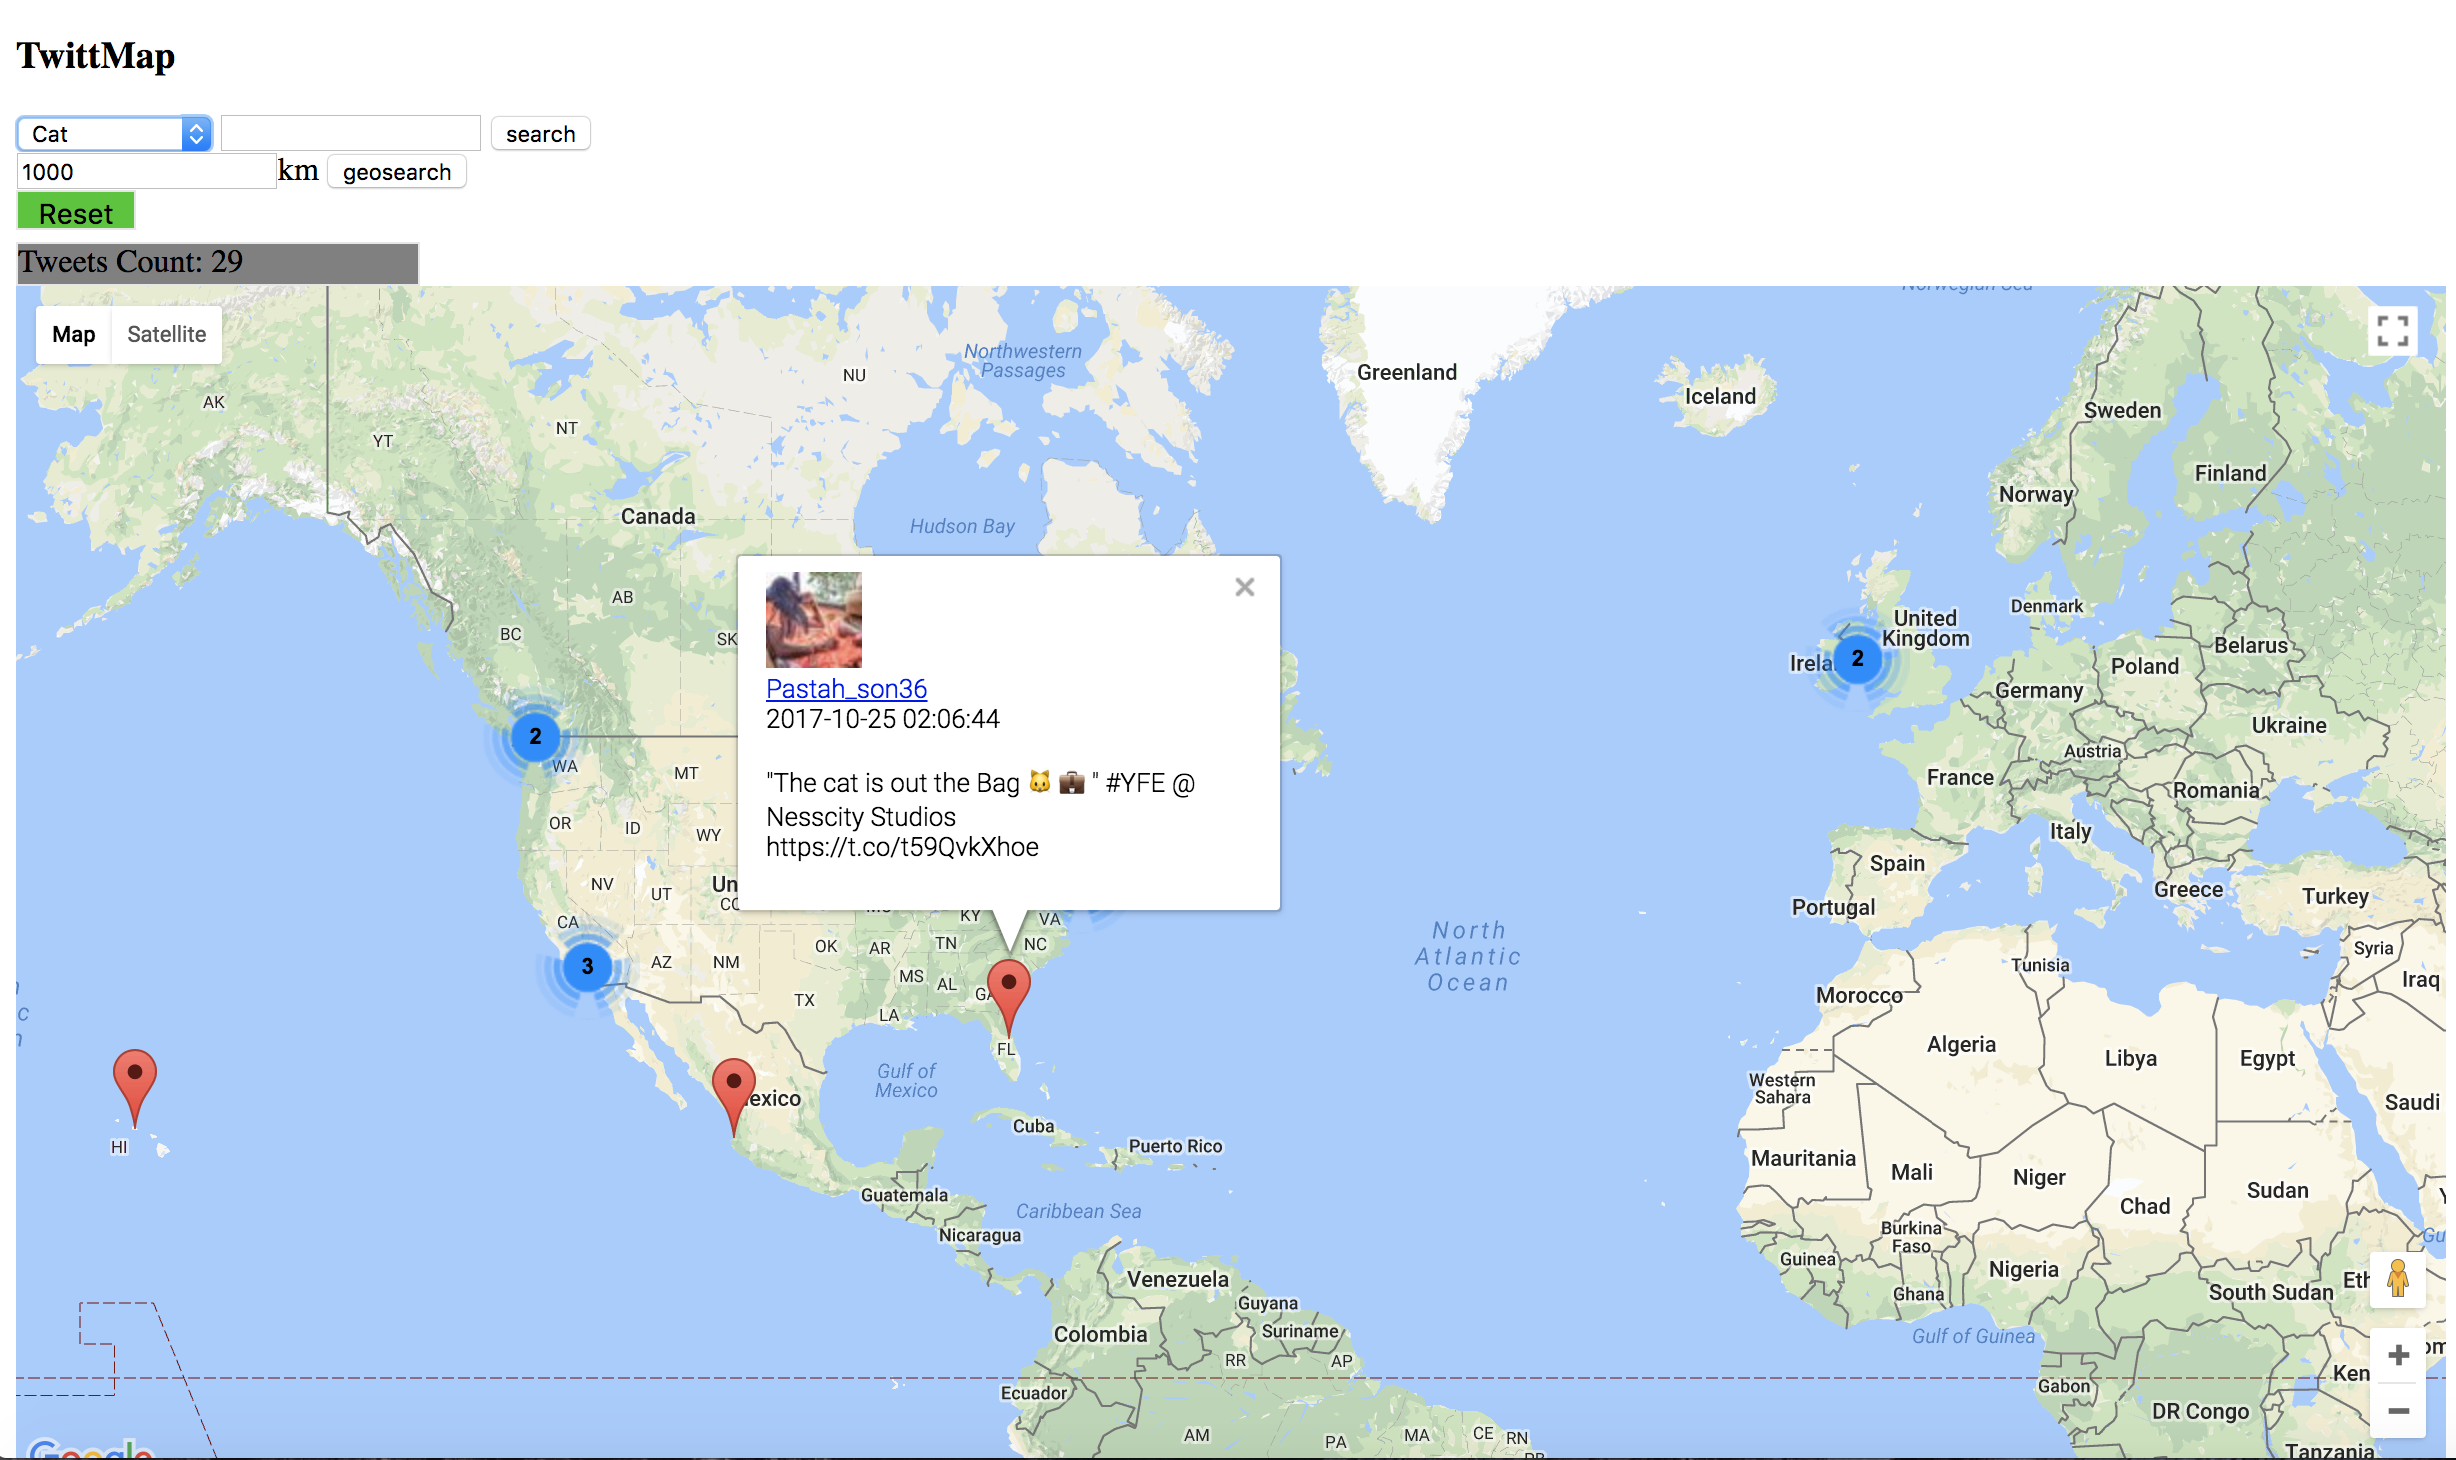 TwittMap
Cat
search
1000 km geosearch
Reset
Tweets Count: 29
Map Satellite
Norwegian Sea
Northwestern
Passages
Greenland
Iceland
NU
AK
YT
NT
Sweden
Finland
Norway
Canada
Hudson Bay
AB
BC
SK
Denmark
United
Kingdom
2
Belarus
Poland
Germany
Ukraine
Austria
France
Romania
Italy
Spain
Greece
Turkey
Portugal
Pastah_son36
2017-10-25 02:06:44
"The cat is out the Bag 🐱 💼 " #YFE @
Nesscity Studios
https://t.co/t59QvkXhoe
2
WA
MT
OR
ID
WY
NV
UT
CA
3
AZ
NM
OK
AR
TN
KY
VA
NC
MS
AL
TX
LA
FL
North
Atlantic
Ocean
Syria
Iraq
Tunisia
Morocco
Algeria
Libya
Egypt
Western
Sahara
Saudi
Gulf of
Mexico
HI
Cuba
Puerto Rico
Mauritania
Mali
Niger
Chad
Sudan
Guatemala
Caribbean Sea
Nicaragua
Burkina
Faso
Guinea
Nigeria
Ghana
South Sudan
Venezuela
Guyana
Suriname
Colombia
RR
AP
Gulf of Guinea
Ecuador
Gabon
DR Congo
AM
PA
MA
CE
RN
Tanzania
Google